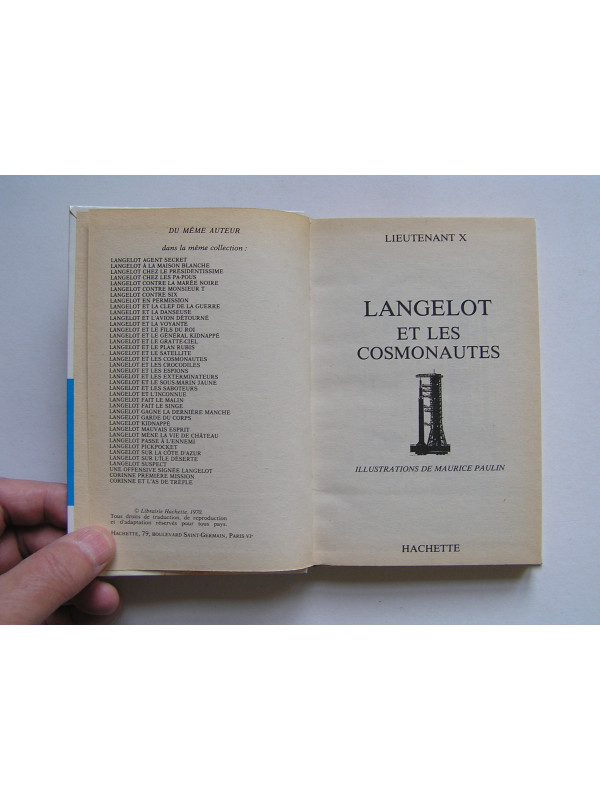 DU MÊME AUTEUR
dans la même collection :
LANGELOT AGENT SECRET
LANGELOT À LA MAISON BLANCHE
LANGELOT CHEZ LE PRÉSIDENTISSIME
LANGELOT CHEZ LES PA-POUS
LANGELOT CONTRE LA MARÉE NOIRE
LANGELOT CONTRE MONSIEUR T
LANGELOT CONTRE SIX
LANGELOT EN PERMISSION
LANGELOT ET LA CLEF DE LA GUERRE
LANGELOT ET LA DANSEUSE
LANGELOT ET L'AVION DÉTOURNÉ
LANGELOT ET LA VOYANTE
LANGELOT ET LE FILS DU ROI
LANGELOT ET LE GÉNÉRAL KIDNAPPÉ
LANGELOT ET LE GRATTE-CIEL
LANGELOT ET LE PLAN RUBIS
LANGELOT ET LE SATELLITE
LANGELOT ET LES COSMONAUTES
LANGELOT ET LES CROCODILES
LANGELOT ET LES ESPIONS
LANGELOT ET LES EXTERMINATEURS
LANGELOT ET LE SOUS-MARIN JAUNE
LANGELOT ET LES SABOTEURS
LANGELOT ET L'INCONNUE
LANGELOT FAIT LE MALIN
LANGELOT FAIT LE SINGE
LANGELOT GAGNE LA DERNIÈRE MANCHE
LANGELOT GARDE DU CORPS
LANGELOT KIDNAPPÉ
LANGELOT MAUVAIS ESPRIT
LANGELOT MÈNE LA VIE DE CHÂTEAU
LANGELOT PASSE À L'ENNEMI
LANGELOT PICKPOCKET
LANGELOT SUR LA CÔTE D'AZUR
LANGELOT SUR L'ÎLE DÉSERTE
LANGELOT SUSPECT
UNE OFFENSIVE SIGNÉE LANGELOT
CORINNE PREMIÈRE MISSION
CORINNE ET L'AS DE TRÈFLE
© Librairie Hachette, 1970.
Tous droits de traduction, de reproduction
et d'adaptation réservés pour tous pays.
HACHETTE, 79, BOULEVARD SAINT-GERMAIN, PARIS VIe
LIEUTENANT X
LANGELOT
ET LES
COSMONAUTES
ILLUSTRATIONS DE MAURICE PAULIN
HACHETTE